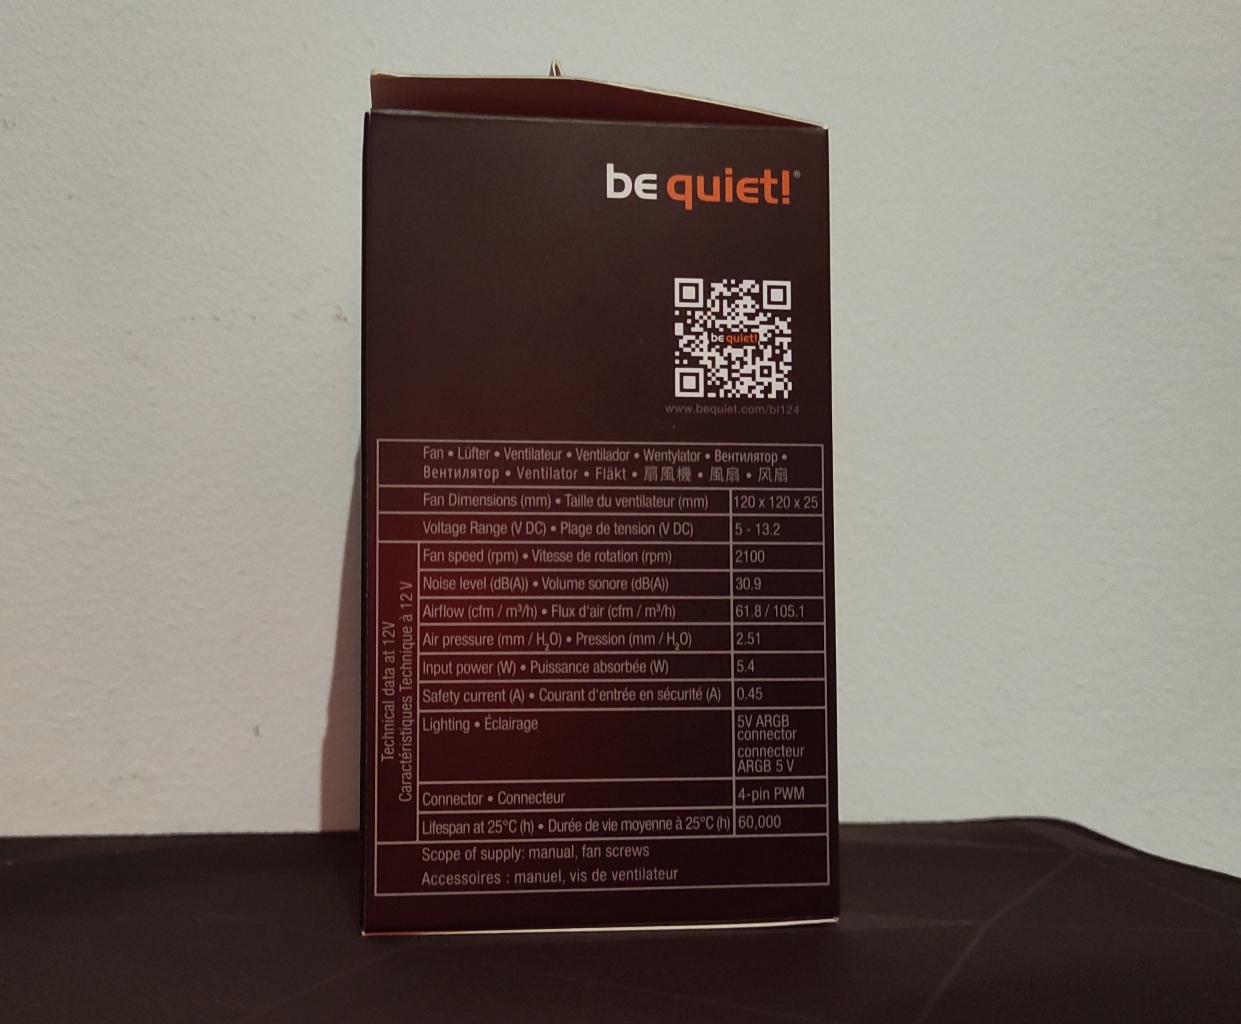 be quiet!®
be quiet!
www.bequiet.com/bl124
Fan • Lüfter • Ventilateur • Ventilador • Wentylator • Вентилятор •
Вентилятор • Ventilator • Fläkt • 扇風機 • 風扇 • 风扇
Fan Dimensions (mm) • Taille du ventilateur (mm) 120 x 120 x 25
Voltage Range (V DC) • Plage de tension (V DC) 5 - 13.2
Technical data at 12V
Caractéristiques Technique à 12 V
Fan speed (rpm) • Vitesse de rotation (rpm) 2100
Noise level (dB(A)) • Volume sonore (dB(A)) 30.9
Airflow (cfm / m³/h) • Flux d'air (cfm / m³/h) 61.8 / 105.1
Air pressure (mm / H₂O) • Pression (mm / H₂O) 2.51
Input power (W) • Puissance absorbée (W) 5.4
Safety current (A) • Courant d'entrée en sécurité (A) 0.45
Lighting • Éclairage 5V ARGB
connector
connecteur
ARGB 5 V
Connector • Connecteur 4-pin PWM
Lifespan at 25°C (h) • Durée de vie moyenne à 25°C (h) 60,000
Scope of supply: manual, fan screws
Accessoires : manuel, vis de ventilateur